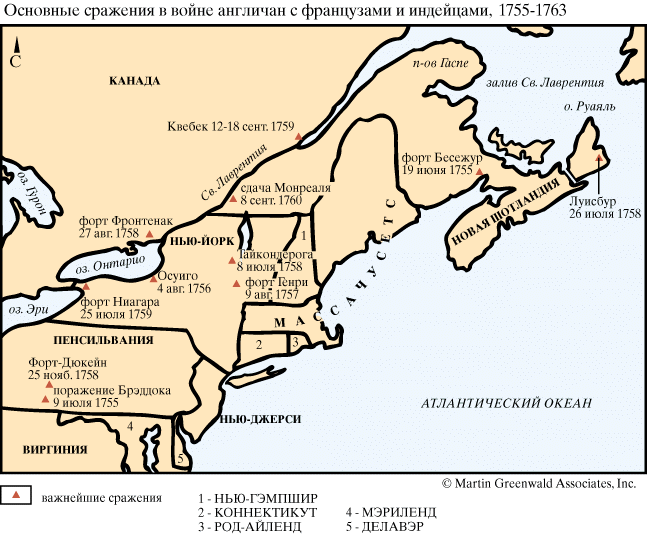 Основные сражения в войне англичан с французами и индейцами, 1755-1763
С
КАНАДА
п-ов Гаспе
залив Св. Лаврентия
о. Руаяль
Квебек 12-18 сент. 1759
Св. Лаврентия
форт Бесежур
19 июня 1755
оз. Гурон
сдача Монреаля
8 сент. 1760
Луисбур
26 июля 1758
НОВАЯ ШОТЛАНДИЯ
форт Фронтенак
27 авг. 1758
НЬЮ-ЙОРК
1
МАССАЧУСЕТС
оз. Онтарио
Тайкондерога
8 июля 1758
Осуиго
4 авг. 1756
форт Генри
9 авг. 1757
оз. Эри
форт Ниагара
25 июля 1759
ПЕНСИЛЬВАНИЯ
2
3
Форт-Дюкейн
25 нояб. 1758
поражение Брэддока
9 июля 1755
АТЛАНТИЧЕСКИЙ ОКЕАН
НЬЮ-ДЖЕРСИ
4
ВИРГИНИЯ
5
© Martin Greenwald Associates, Inc.
важнейшие сражения
1 - НЬЮ-ГЭМПШИР
2 - КОННЕКТИКУТ
3 - РОД-АЙЛЕНД
4 - МЭРИЛЕНД
5 - ДЕЛАВЭР